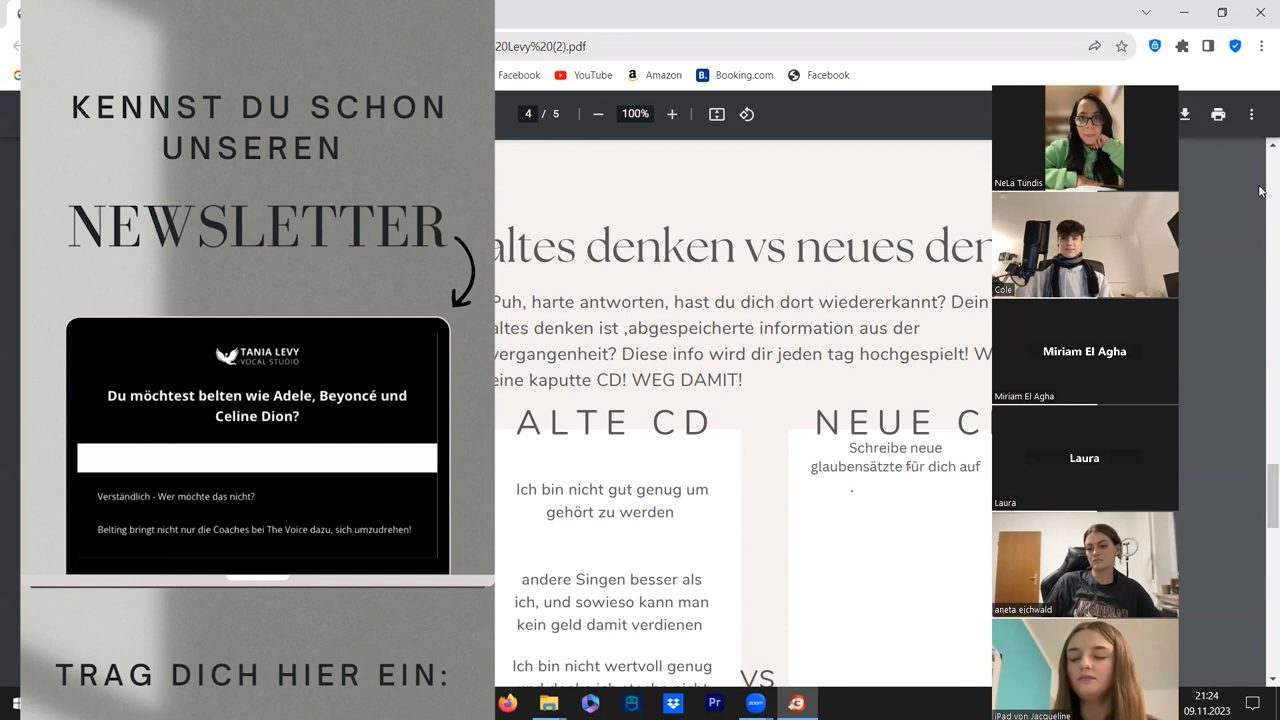 KENNST DU SCHON
UNSEREN
NEWSLETTER
TANIA LEVY
VOCAL STUDIO
Du möchtest belten wie Adele, Beyoncé und
Celine Dion?
Verständlich - Wer möchte das nicht?
Belting bringt nicht nur die Coaches bei The Voice dazu, sich umzudrehen!
TRAG DICH HIER EIN:
20Levy%20(2).pdf
Facebook YouTube Amazon Booking.com Facebook
4 / 5 100%
altes denken vs neues den
Puh, harte antworten, hast du dich dort wiedererkannt? Dein
altes denken ist ,abgespeicherte information aus der
vergangenheit? Diese info wird dir jeden tag hochgespielt! W
eine kaputte CD! WEG DAMIT!
ALTE CD
Ich bin nicht gut genug um
gehört zu werden
andere Singen besser als
ich, und sowieso kann man
kein geld damit verdienen
Ich bin nicht wertvoll genug
VS
NEUE C
Schreibe neue
glaubensätzte für dich auf
NeLa Tundis
Cole
Miriam El Agha
Miriam El Agha
Laura
Laura
aneta eichwald
iPad von Jacqueline
zoom
21:24
09.11.2023